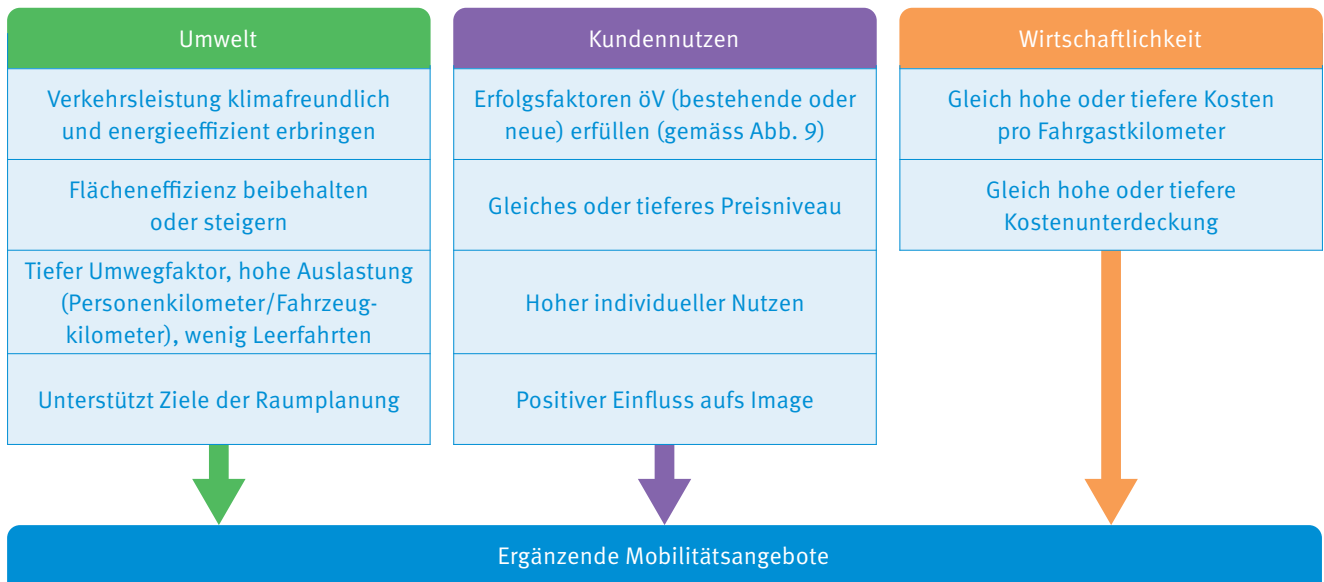 Umwelt
Verkehrsleistung klimafreundlich
und energieeffizient erbringen
Flächeneffizienz beibehalten
oder steigern
Tiefer Umwegfaktor, hohe Auslastung
(Personenkilometer/Fahrzeug-
kilometer), wenig Leerfahrten
Unterstützt Ziele der Raumplanung
Kundennutzen
Erfolgsfaktoren öV (bestehende oder
neue) erfüllen (gemäss Abb. 9)
Gleiches oder tieferes Preisniveau
Hoher individueller Nutzen
Positiver Einfluss aufs Image
Wirtschaftlichkeit
Gleich hohe oder tiefere Kosten
pro Fahrgastkilometer
Gleich hohe oder tiefere
Kostenunterdeckung
Ergänzende Mobilitätsangebote